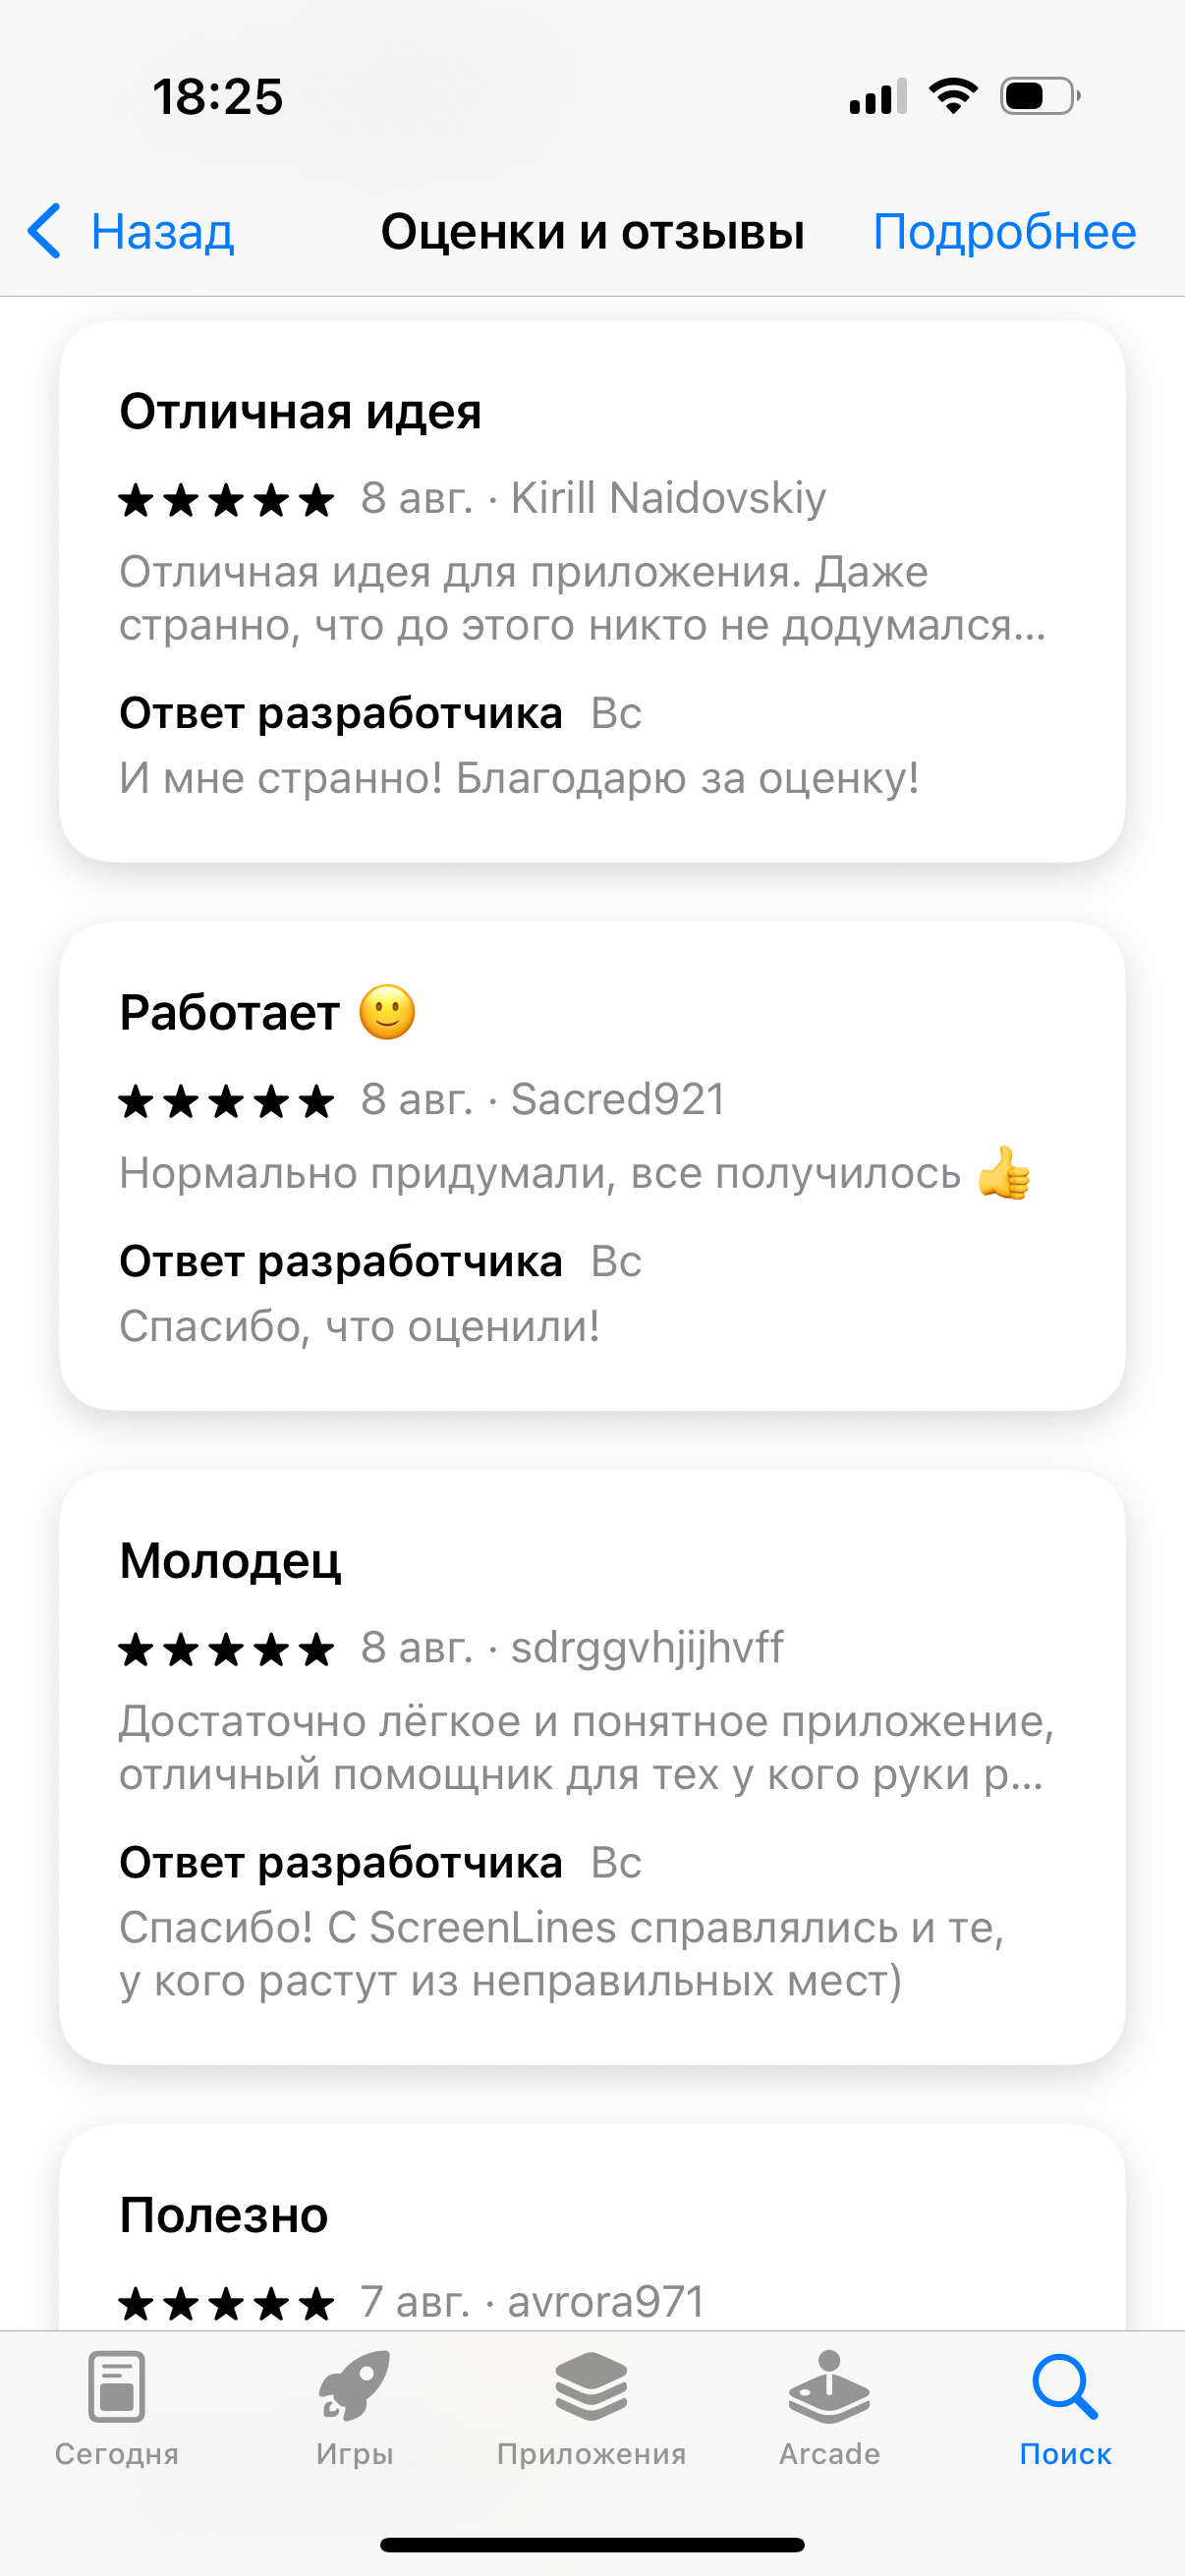 18:25
Назад
Оценки и отзывы
Подробнее
Отличная идея
★★★★★ 8 авг. · Kirill Naidovskiy
Отличная идея для приложения. Даже
странно, что до этого никто не додумался...
Ответ разработчика Вс
И мне странно! Благодарю за оценку!
Работает 🙂
★★★★★ 8 авг. · Sacred921
Нормально придумали, все получилось 👍
Ответ разработчика Вс
Спасибо, что оценили!
Молодец
★★★★★ 8 авг. · sdrggvhjijhvff
Достаточно лёгкое и понятное приложение,
отличный помощник для тех у кого руки р...
Ответ разработчика Вс
Спасибо! С ScreenLines справлялись и те,
у кого растут из неправильных мест)
Полезно
★★★★★ 7 авг. · avrora971
Сегодня
Игры
Приложения
Arcade
Поиск